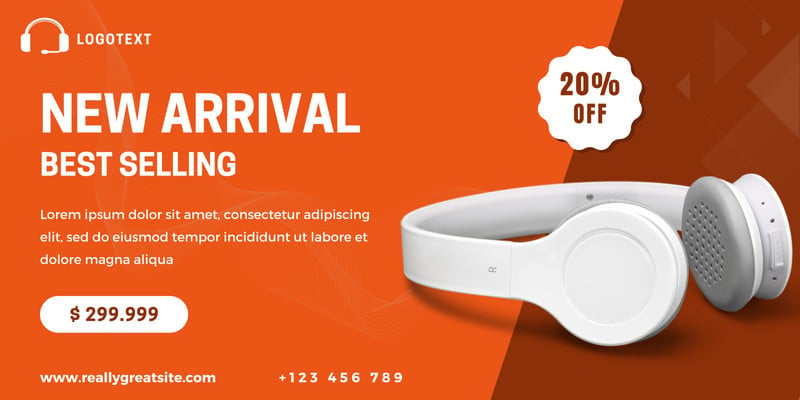 LOGOTEXT
NEW ARRIVAL
BEST SELLING
20%
OFF
Lorem ipsum dolor sit amet, consectetur adipiscing
elit, sed do eiusmod tempor incididunt ut labore et
dolore magna aliqua
R
$ 299.999
www.reallygreatsite.com
+123 456 789